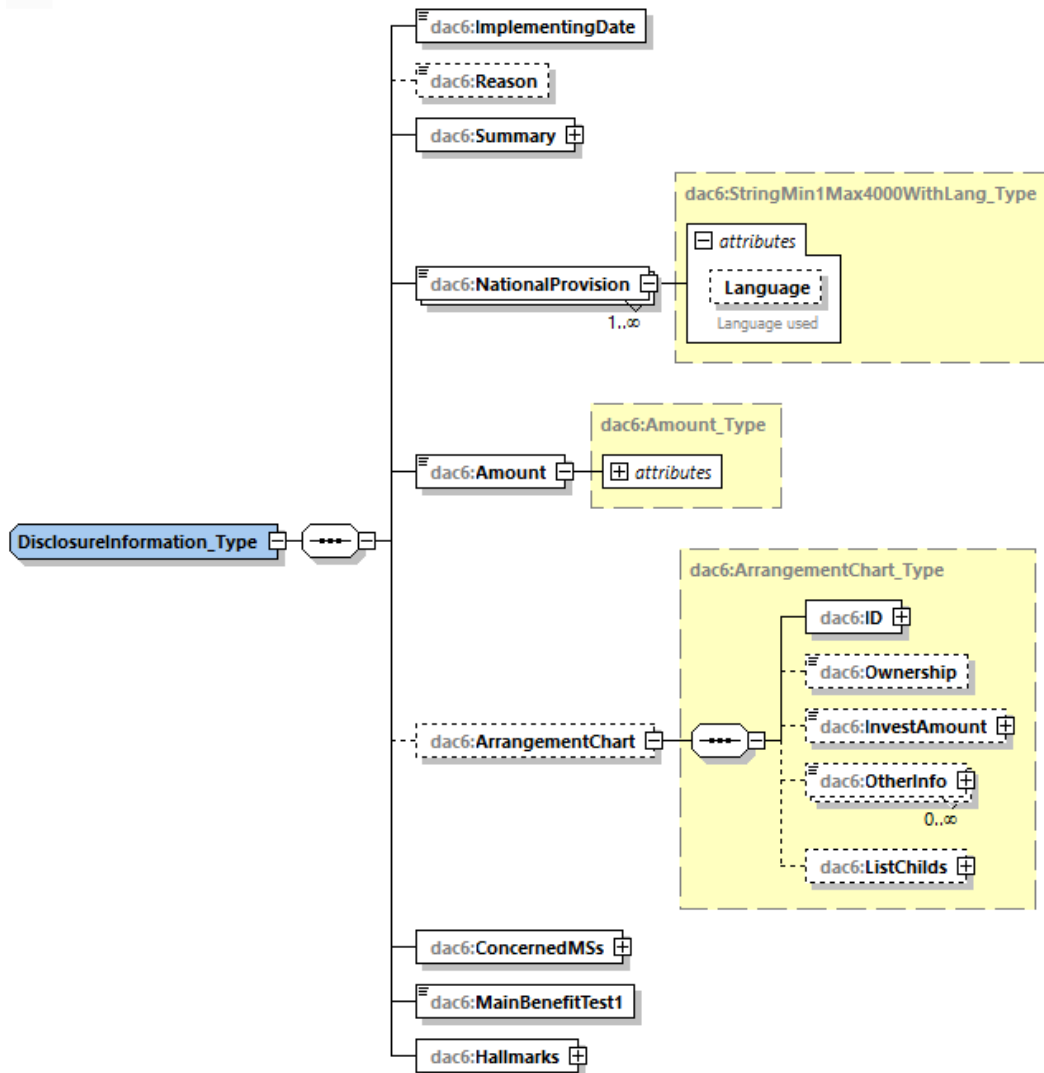 dac6:ImplementingDate
dac6:Reason
dac6:Summary
dac6:StringMin1Max4000WithLang_Type
attributes
dac6:NationalProvision
Language
Language used
1..∞
dac6:Amount_Type
dac6:Amount
attributes
DisclosureInformation_Type
dac6:ArrangementChart_Type
dac6:ID
dac6:Ownership
dac6:InvestAmount
dac6:ArrangementChart
dac6:OtherInfo
0..∞
dac6:ListChilds
dac6:ConcernedMSs
dac6:MainBenefitTest1
dac6:Hallmarks